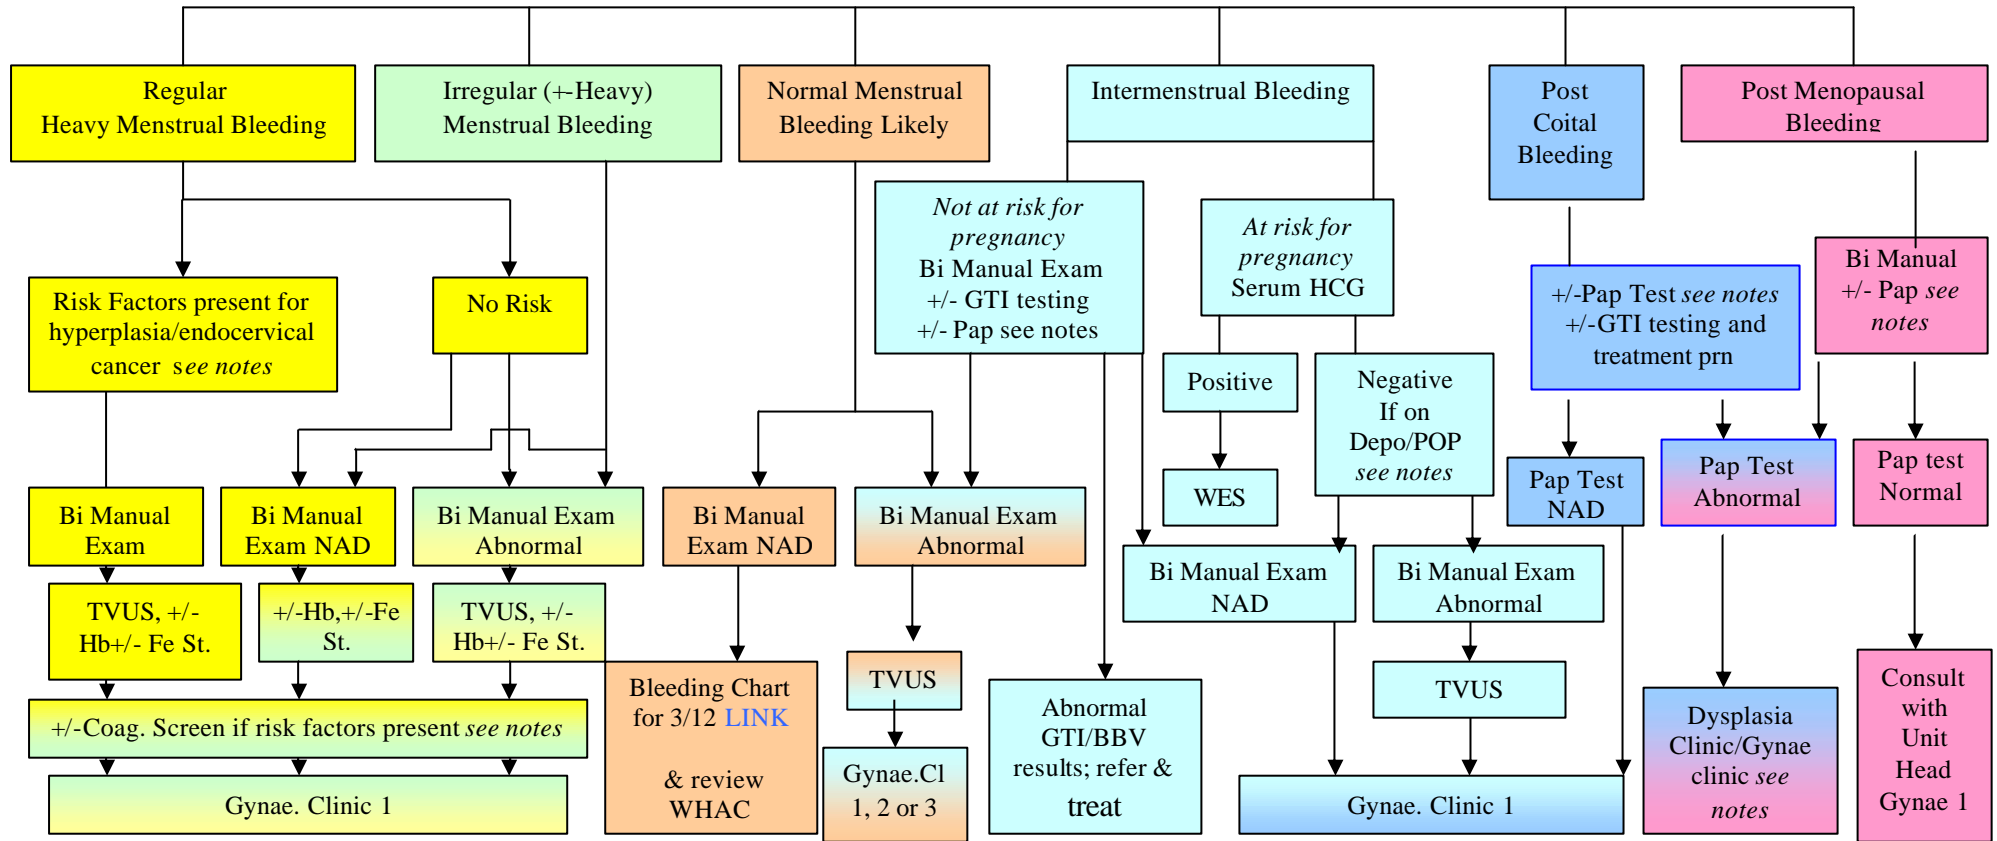 Regular
Heavy Menstrual Bleeding
Irregular (+-Heavy)
Menstrual Bleeding
Normal Menstrual
Bleeding Likely
Intermenstrual Bleeding
Post
Coital
Bleeding
Post Menopausal
Bleeding
Risk Factors present for
hyperplasia/endocervical
cancer see notes
No Risk
Not at risk for
pregnancy
Bi Manual Exam
+/- GTI testing
+/- Pap see notes
At risk for
pregnancy
Serum HCG
+/-Pap Test see notes
+/-GTI testing and
treatment prn
Bi Manual
+/- Pap see
notes
Positive
Negative
If on
Depo/POP
see notes
WES
Pap Test
NAD
Pap Test
Abnormal
Pap test
Normal
Bi Manual
Exam
Bi Manual
Exam NAD
Bi Manual Exam
Abnormal
Bi Manual
Exam NAD
Bi Manual Exam
Abnormal
Bi Manual Exam
NAD
Bi Manual Exam
Abnormal
TVUS, +/-
Hb+/- Fe St.
+/-Hb,+/-Fe
St.
TVUS, +/-
Hb+/- Fe St.
Bleeding Chart
for 3/12 LINK
& review
WHAC
TVUS
Gynae.Cl
1, 2 or 3
Abnormal
GTI/BBV
results; refer &
treat
TVUS
Dysplasia
Clinic/Gynae
clinic see
notes
Consult
with
Unit
Head
Gynae 1
+/-Coag. Screen if risk factors present see notes
Gynae. Clinic 1
Gynae. Clinic 1